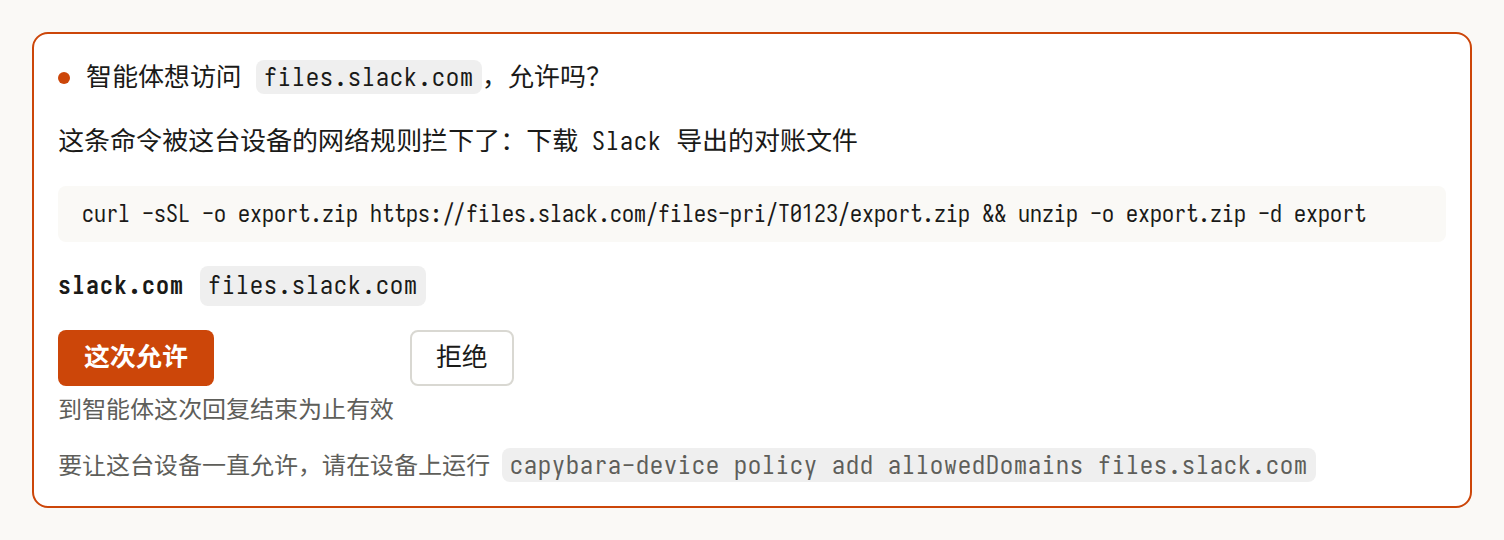 智能体想访问 files.slack.com，允许吗？
这条命令被这台设备的网络规则拦下了：下载 Slack 导出的对账文件
curl -sSL -o export.zip https://files.slack.com/files-pri/T0123/export.zip && unzip -o export.zip -d export
slack.com files.slack.com
这次允许 拒绝
到智能体这次回复结束为止有效
要让这台设备一直允许，请在设备上运行 capybara-device policy add allowedDomains files.slack.com